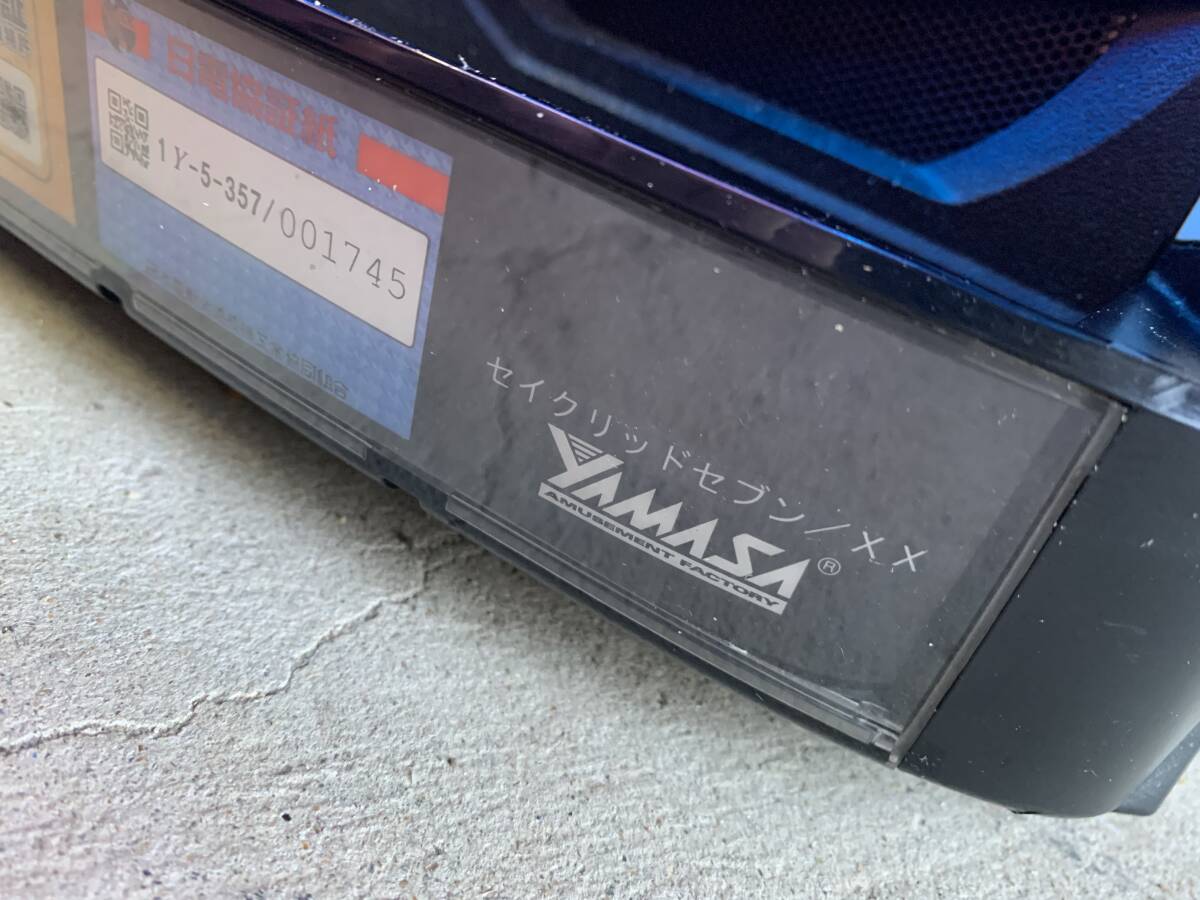 証
日電協証紙
1Y-5-357/001745
セイクリッドセブン/XX
YAMASA®
AMUSEMENT FACTORY